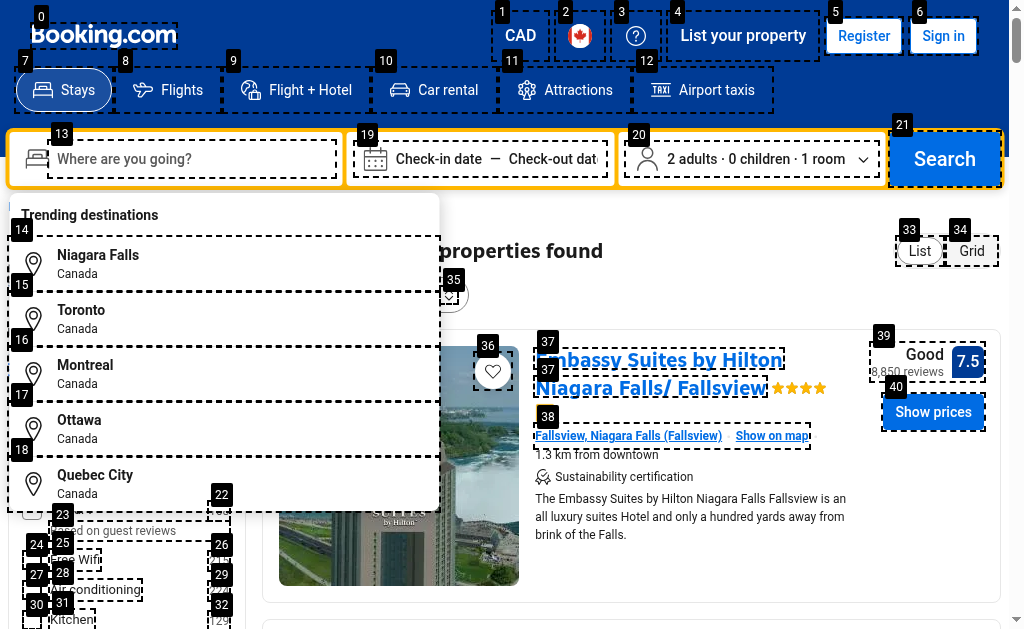 Booking.com
CAD
List your property
Register
Sign in
Stays
Flights
Flight + Hotel
Car rental
Attractions
Airport taxis
Where are you going?
Check-in date — Check-out dat
2 adults · 0 children · 1 room
Search
Trending destinations
Niagara Falls
Canada
Toronto
Canada
Montreal
Canada
Ottawa
Canada
Quebec City
Canada
properties found
List
Grid
Embassy Suites by Hilton
Niagara Falls/ Fallsview
Good
8,850 reviews
7.5
Show prices
Fallsview, Niagara Falls (Fallsview)
Show on map
1.3 km from downtown
Sustainability certification
The Embassy Suites by Hilton Niagara Falls Fallsview is an
all luxury suites Hotel and only a hundred yards away from
brink of the Falls.
SUITES
by Hilton
Based on guest reviews
Free Wifi
Air conditioning
Kitchen
129
0
1
2
3
4
5
6
7
8
9
10
11
12
13
14
15
16
17
18
19
20
21
22
23
24
25
26
27
28
29
30
31
32
33
34
35
36
37
37
38
39
40
TAXI